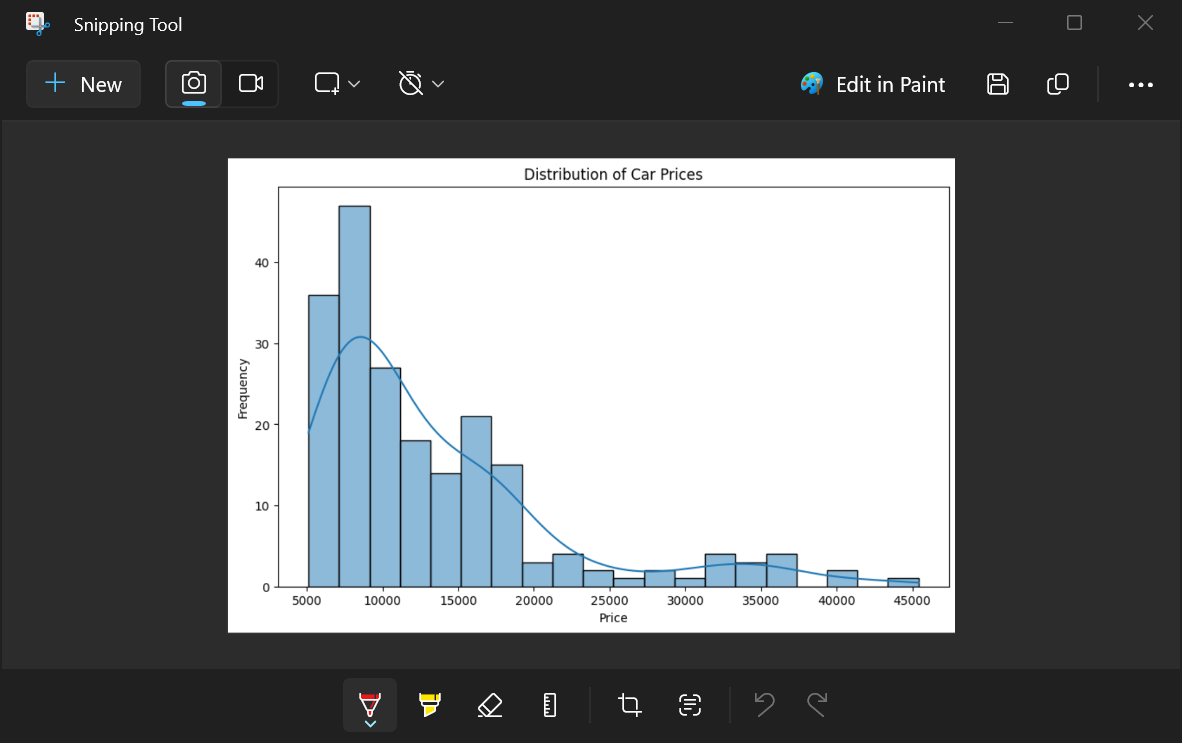 Snipping Tool
New
Edit in Paint
Distribution of Car Prices
40
30
20
10
0
Frequency
5000 10000 15000 20000 25000 30000 35000 40000 45000
Price